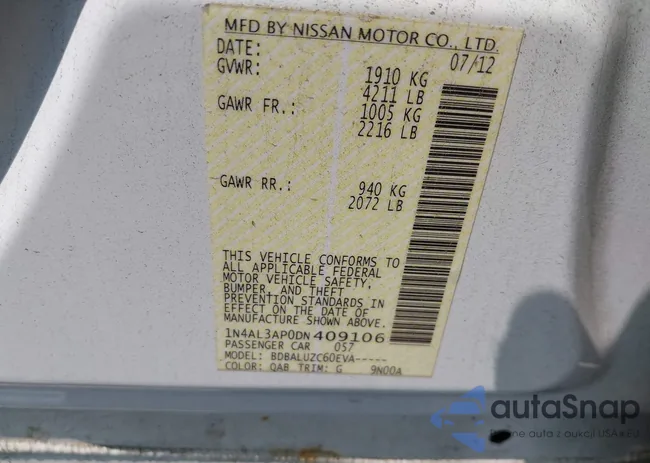 MFD BY NISSAN MOTOR CO., LTD.
DATE: 07/12
GVWR: 1910 KG
4211 LB
GAWR FR.: 1005 KG
2216 LB
GAWR RR.: 940 KG
2072 LB
THIS VEHICLE CONFORMS TO
ALL APPLICABLE FEDERAL
MOTOR VEHICLE SAFETY,
BUMPER, AND THEFT
PREVENTION STANDARDS IN
EFFECT ON THE DATE OF
MANUFACTURE SHOWN ABOVE.
1N4AL3AP0DN409106
PASSENGER CAR 057
MODEL: BDBALUZC60EVA-----
COLOR: QAB TRIM: G 9N00A
autaSnap
aukcji USA